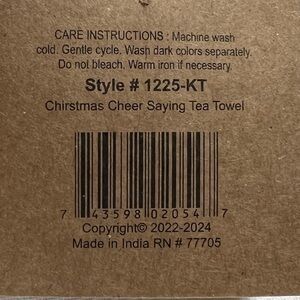 CARE INSTRUCTIONS : Machine wash
cold. Gentle cycle. Wash dark colors separately.
Do not bleach. Warm iron if necessary.
Style # 1225-KT
Chirstmas Cheer Saying Tea Towel
7 43598 02054 7
Copyright© 2022-2024
Made in India RN # 77705